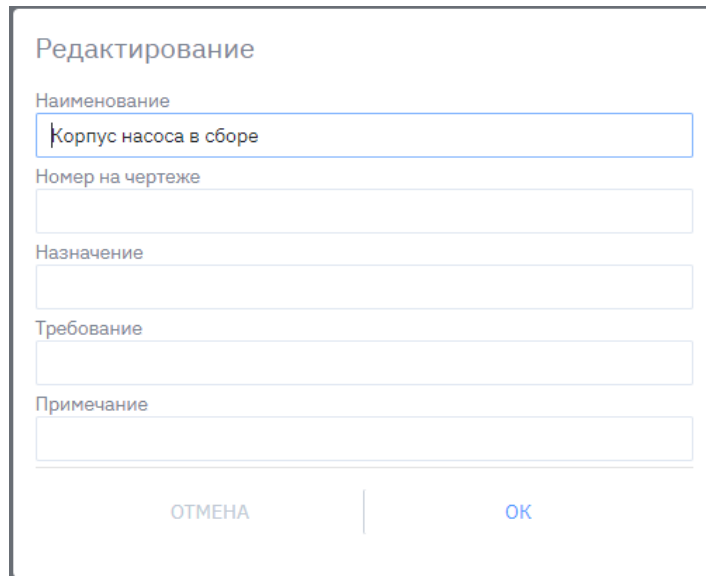 Редактирование
Наименование
Корпус насоса в сборе
Номер на чертеже
Назначение
Требование
Примечание
ОТМЕНА
ОК